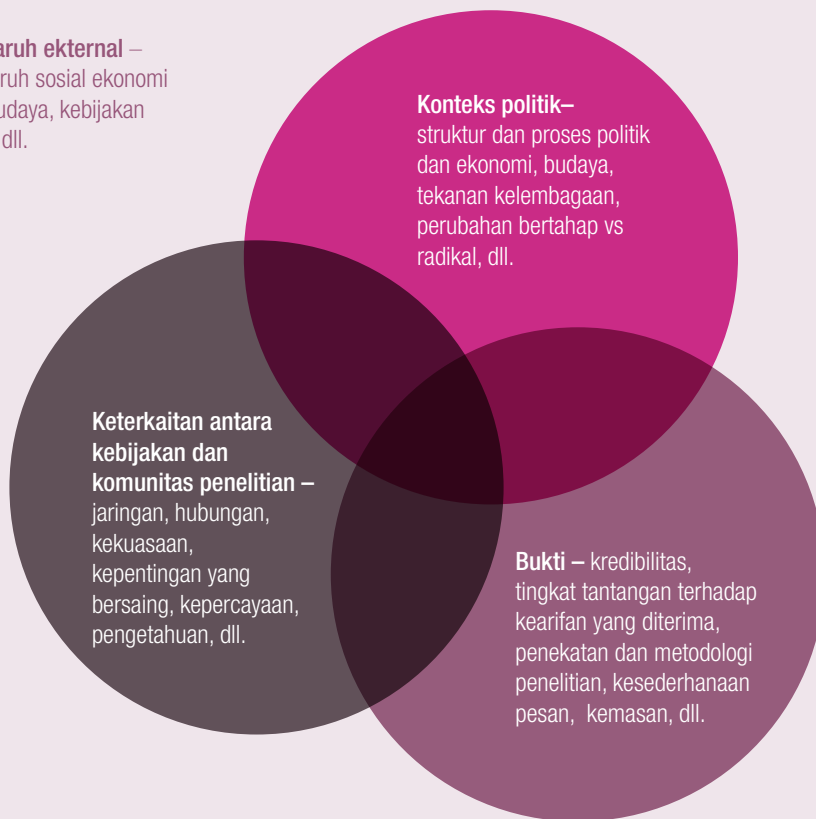 aruh ekternal –
ruh sosial ekonomi
udaya, kebijakan
dll.
Konteks politik–
struktur dan proses politik
dan ekonomi, budaya,
tekanan kelembagaan,
perubahan bertahap vs
radikal, dll.
Keterkaitan antara
kebijakan dan
komunitas penelitian –
jaringan, hubungan,
kekuasaan,
kepentingan yang
bersaing, kepercayaan,
pengetahuan, dll.
Bukti – kredibilitas,
tingkat tantangan terhadap
kearifan yang diterima,
penekatan dan metodologi
penelitian, kesederhanaan
pesan, kemasan, dll.